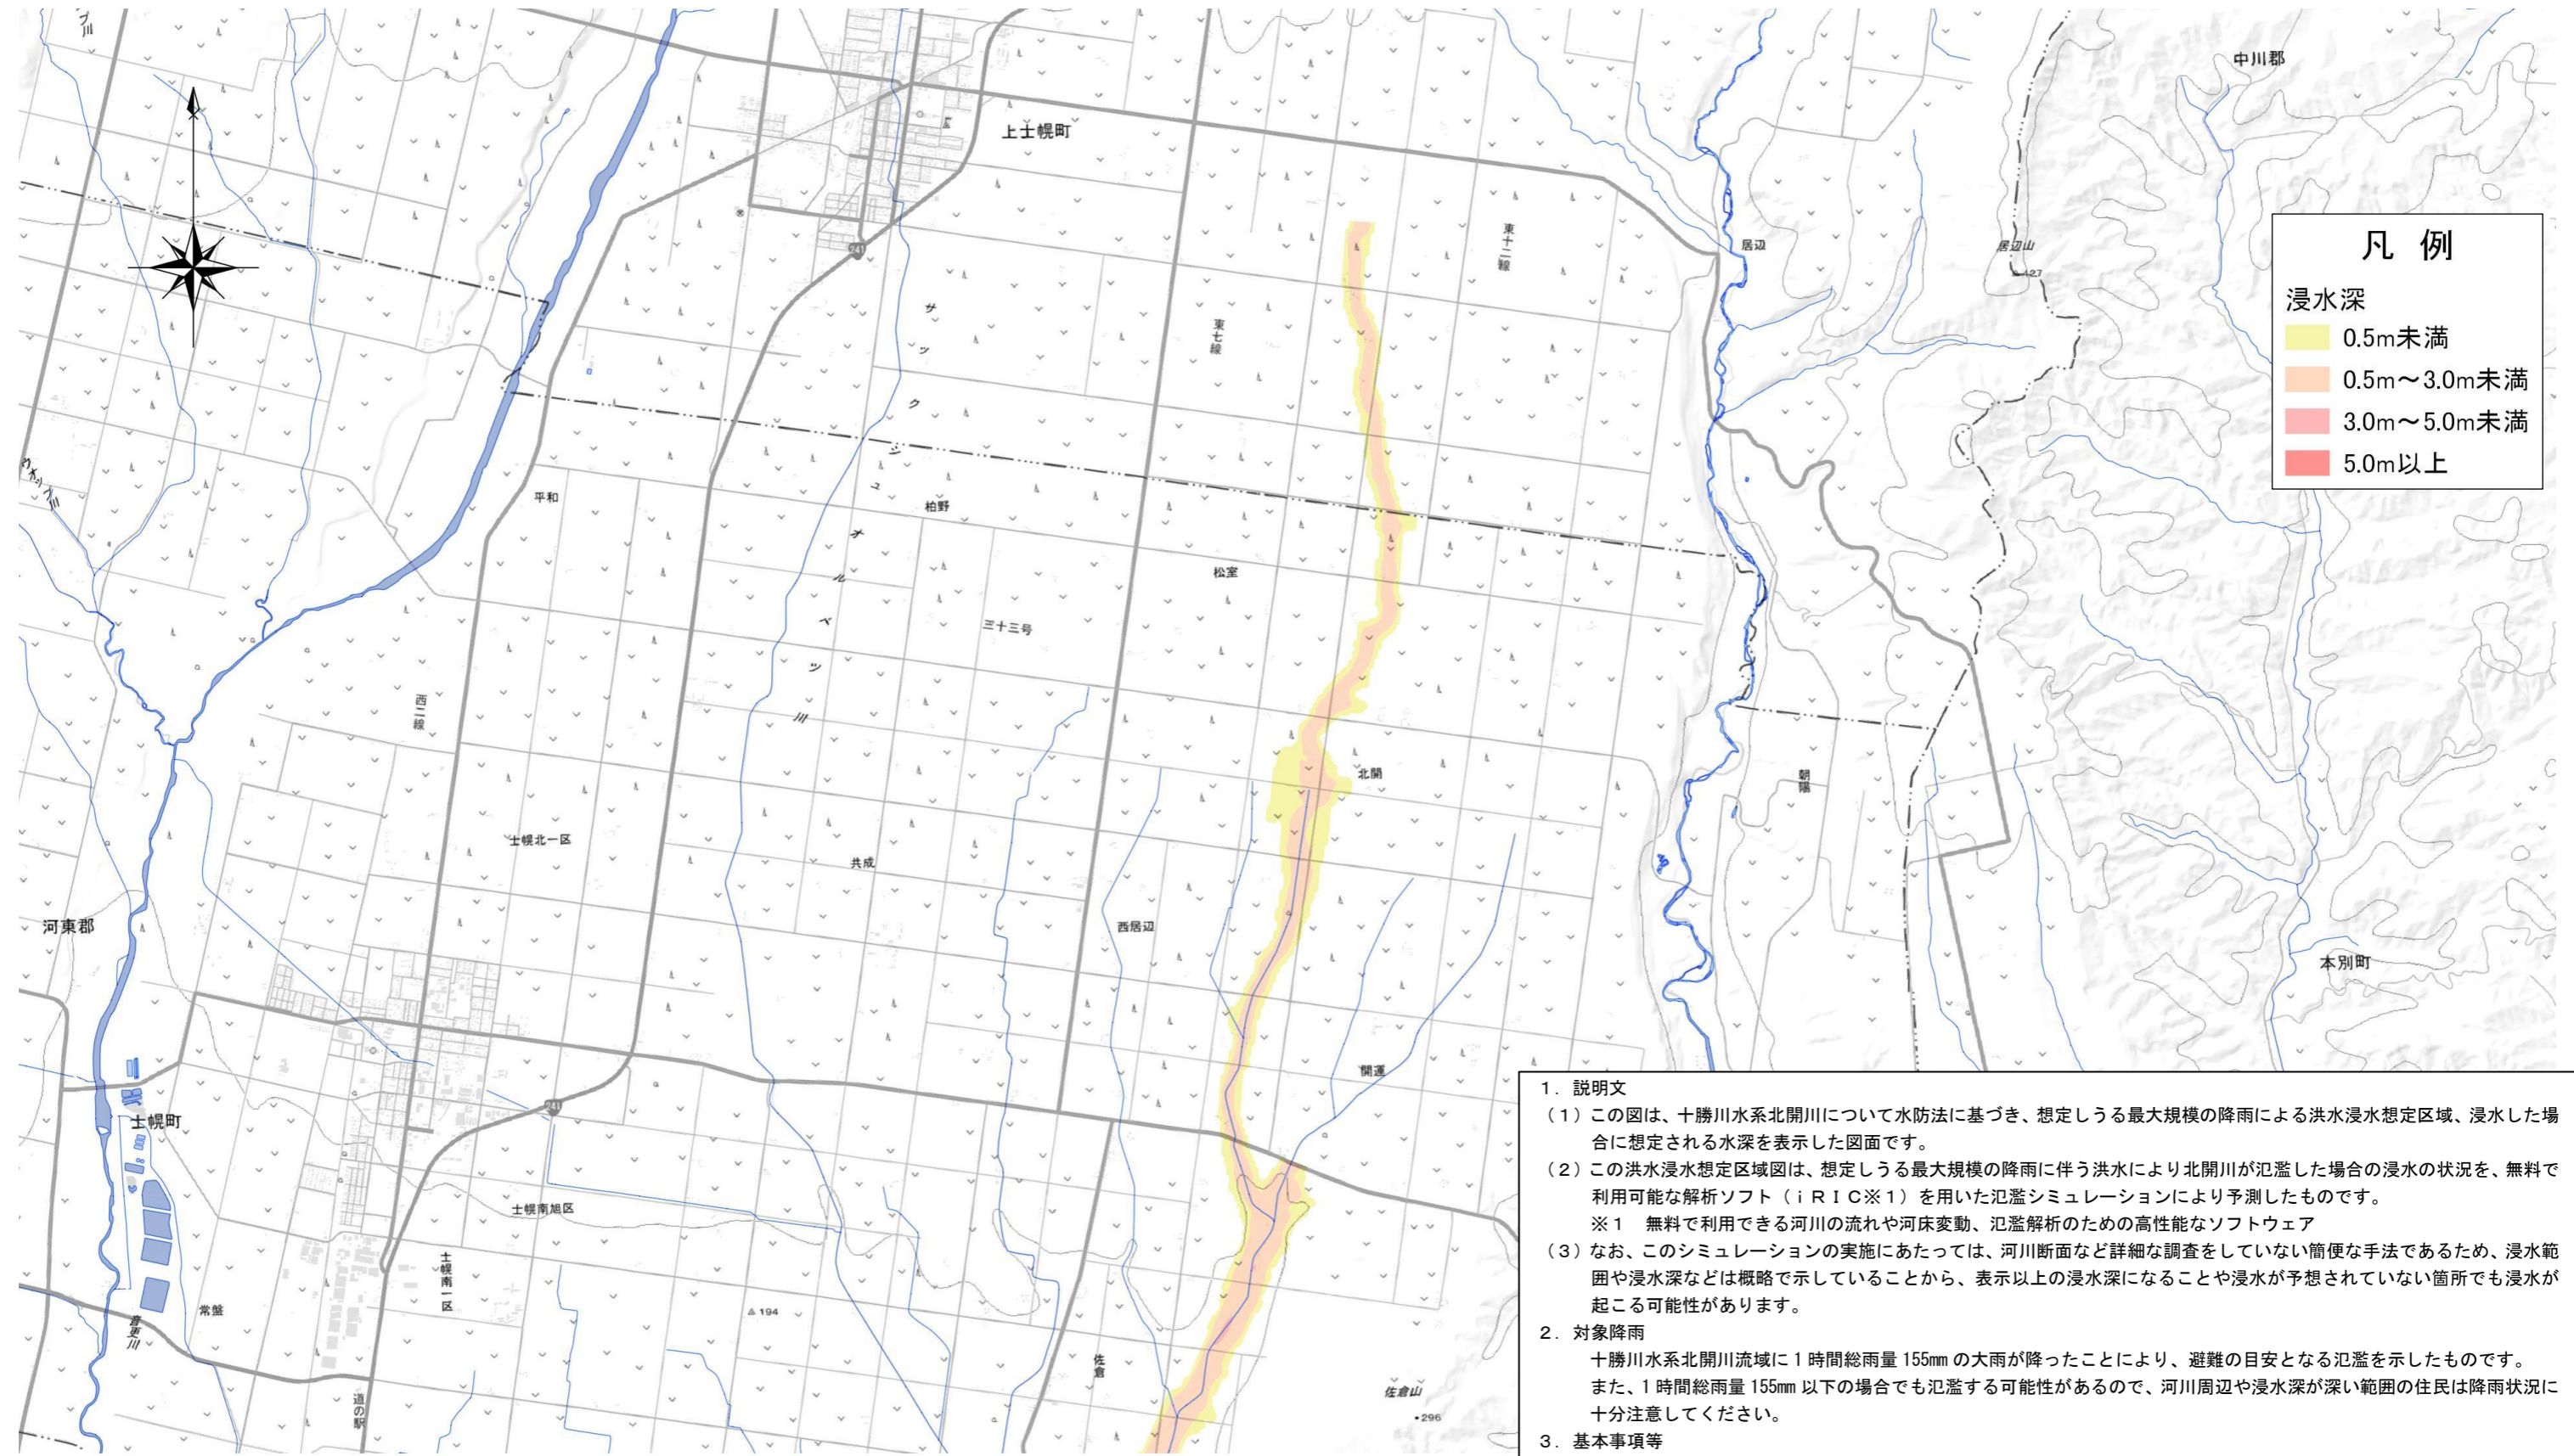 プ川
中川郡
上士幌町
東十二線
居辺
居辺山
427
241
サックシュオルベツ川
東七線
凡 例
浸水深
0.5m未満
0.5m～3.0m未満
3.0m～5.0m未満
5.0m以上
ウオップ川
平和
柏野
松室
三十三号
西二線
北開
朝陽
士幌北一区
共成
河東郡
西居辺
本別町
開運
241
士幌町
士幌南旭区
士幌南一区
194
常盤
音更川
佐倉
道の駅
佐倉山
296
1．説明文
（1）この図は、十勝川水系北開川について水防法に基づき、想定しうる最大規模の降雨による洪水浸水想定区域、浸水した場
合に想定される水深を表示した図面です。
（2）この洪水浸水想定区域図は、想定しうる最大規模の降雨に伴う洪水により北開川が氾濫した場合の浸水の状況を、無料で
利用可能な解析ソフト（ｉＲＩＣ※１）を用いた氾濫シミュレーションにより予測したものです。
※１　無料で利用できる河川の流れや河床変動、氾濫解析のための高性能なソフトウェア
（3）なお、このシミュレーションの実施にあたっては、河川断面など詳細な調査をしていない簡便な手法であるため、浸水範
囲や浸水深などは概略で示していることから、表示以上の浸水深になることや浸水が予想されていない箇所でも浸水が
起こる可能性があります。
2．対象降雨
十勝川水系北開川流域に１時間総雨量 155mm の大雨が降ったことにより、避難の目安となる氾濫を示したものです。
また、１時間総雨量 155mm 以下の場合でも氾濫する可能性があるので、河川周辺や浸水深が深い範囲の住民は降雨状況に
十分注意してください。
3．基本事項等